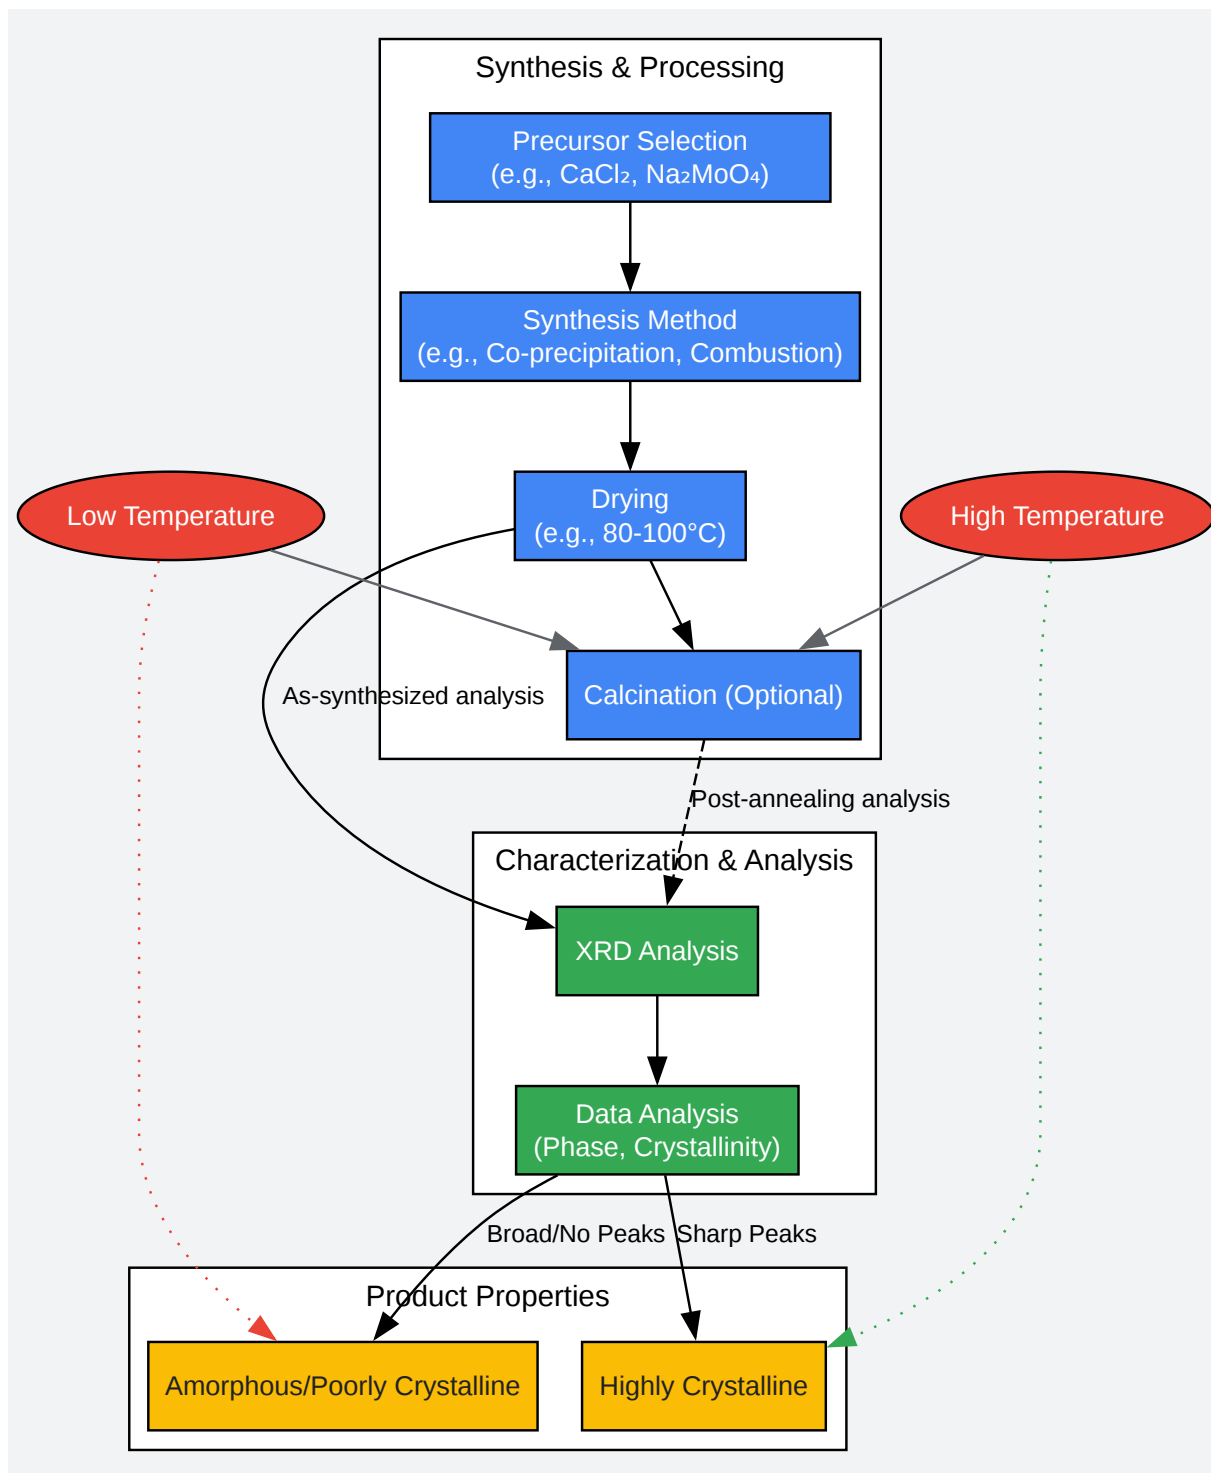 Synthesis & Processing
Precursor Selection
(e.g., CaCl₂, Na₂MoO₄)
Synthesis Method
(e.g., Co-precipitation, Combustion)
Drying
(e.g., 80-100°C)
Low Temperature
High Temperature
As-synthesized analysis
Calcination (Optional)
Post-annealing analysis
Characterization & Analysis
XRD Analysis
Data Analysis
(Phase, Crystallinity)
Broad/No Peaks
Sharp Peaks
Product Properties
Amorphous/Poorly Crystalline
Highly Crystalline